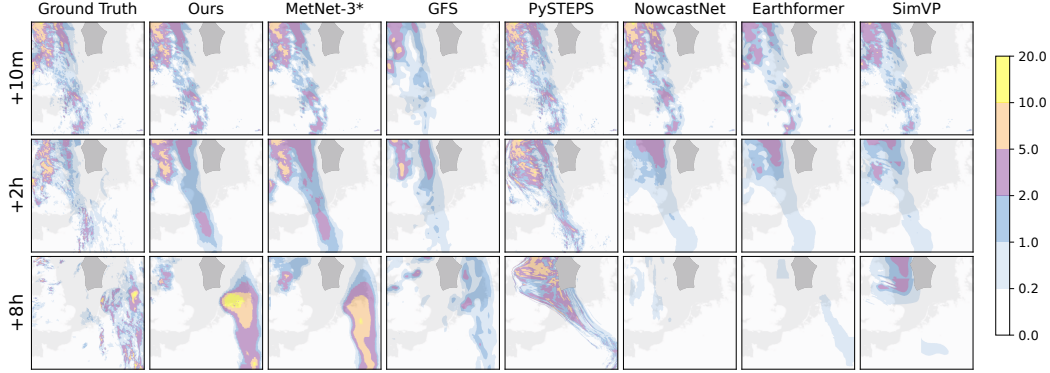 Ground Truth Ours MetNet-3* GFS PySTEPS NowcastNet Earthformer SimVP
+10m
+2h
+8h
20.0
10.0
5.0
2.0
1.0
0.2
0.0